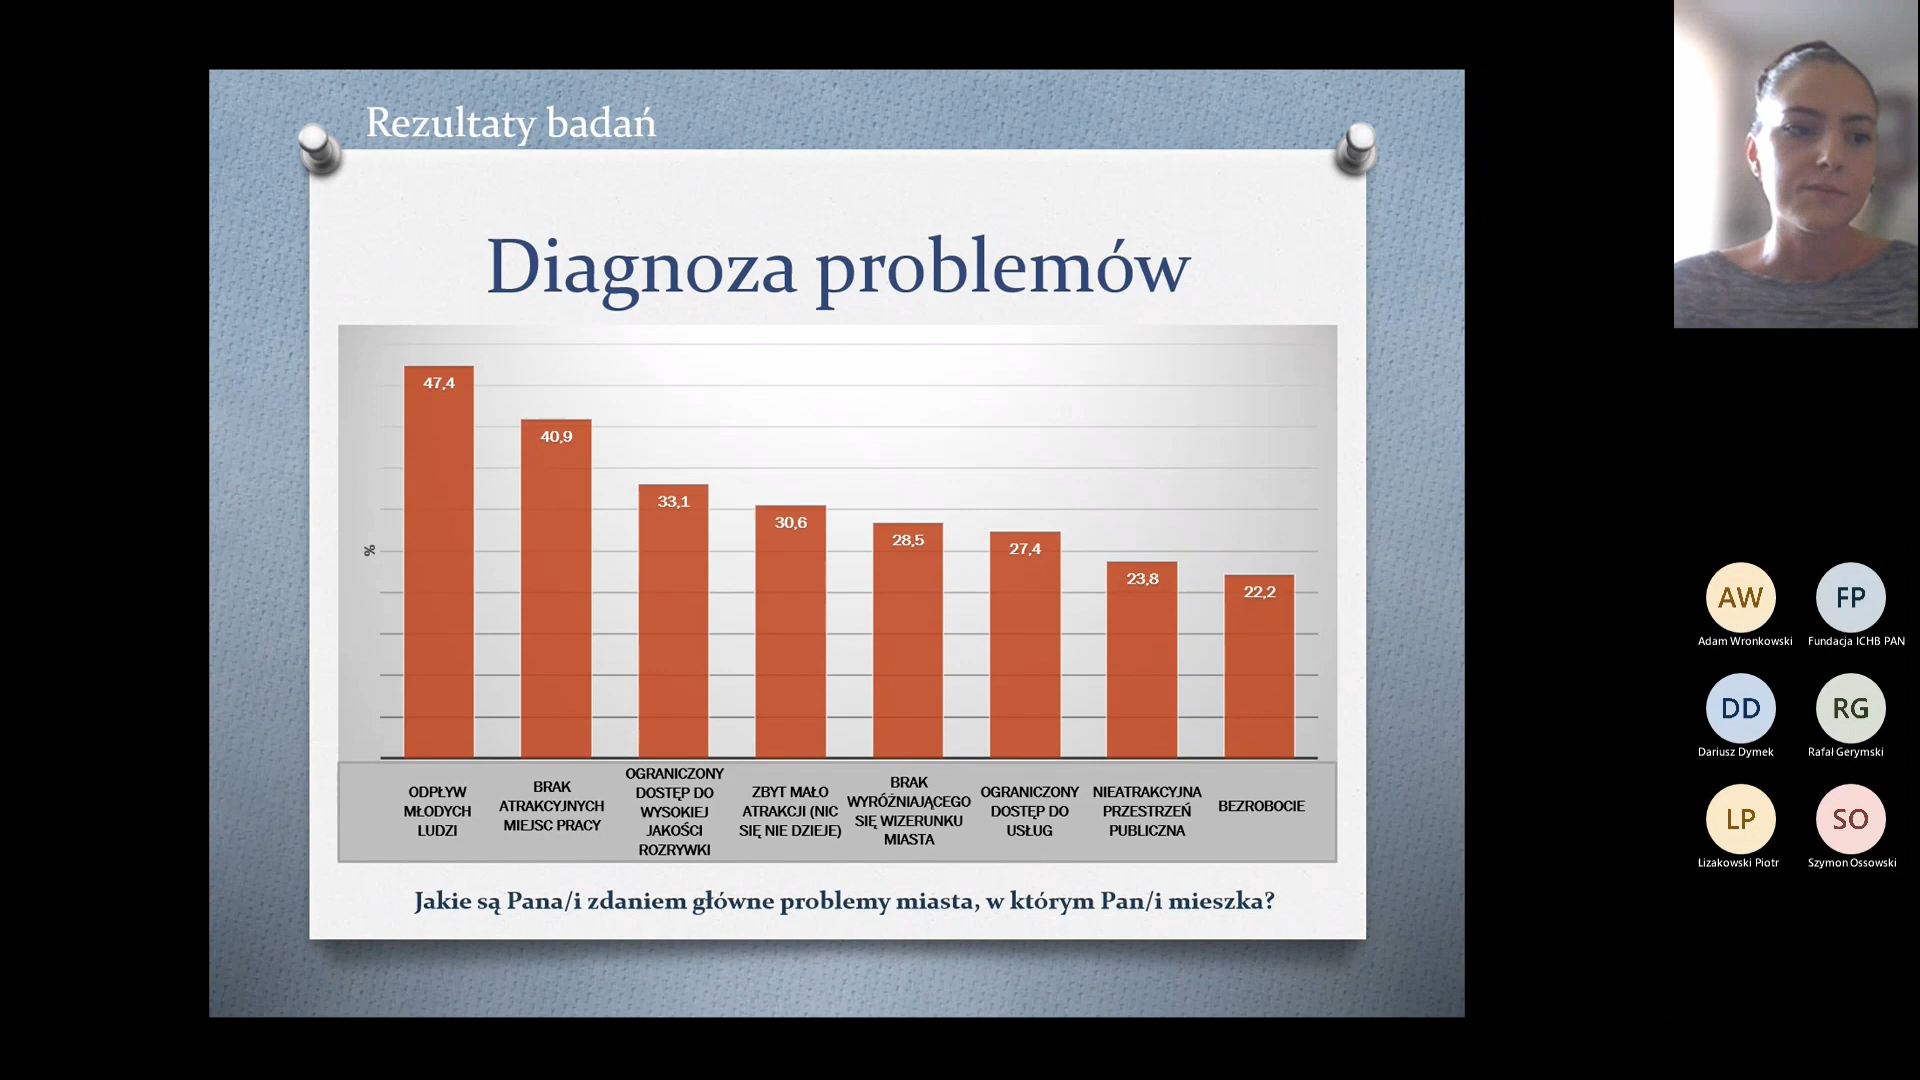 Rezultaty badań
Diagnoza problemów
%
47,4
40,9
33,1
30,6
28,5
27,4
23,8
22,2
ODPŁYW
MŁODYCH
LUDZI
BRAK
ATRAKCYJNYCH
MIEJSC PRACY
OGRANICZONY
DOSTĘP DO
WYSOKIEJ
JAKOŚCI
ROZRYWKI
ZBYT MAŁO
ATRAKCJI (NIC
SIĘ NIE DZIEJE)
BRAK
WYRÓŻNIAJĄCEGO
SIĘ WIZERUNKU
MIASTA
OGRANICZONY
DOSTĘP DO
USŁUG
NIEATRAKCYJNA
PRZESTRZEŃ
PUBLICZNA
BEZROBOCIE
Jakie są Pana/i zdaniem główne problemy miasta, w którym Pan/i mieszka?
AW
Adam Wronkowski
FP
Fundacja ICHB PAN
DD
Dariusz Dymek
RG
Rafał Gerymski
LP
Lizakowski Piotr
SO
Szymon Ossowski